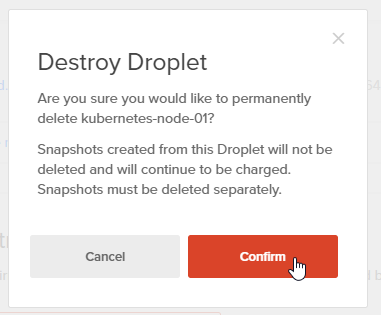 Destroy Droplet
Are you sure you would like to permanently
delete kubernetes-node-01?
Snapshots created from this Droplet will not be
deleted and will continue to be charged.
Snapshots must be deleted separately.
Cancel
Confirm